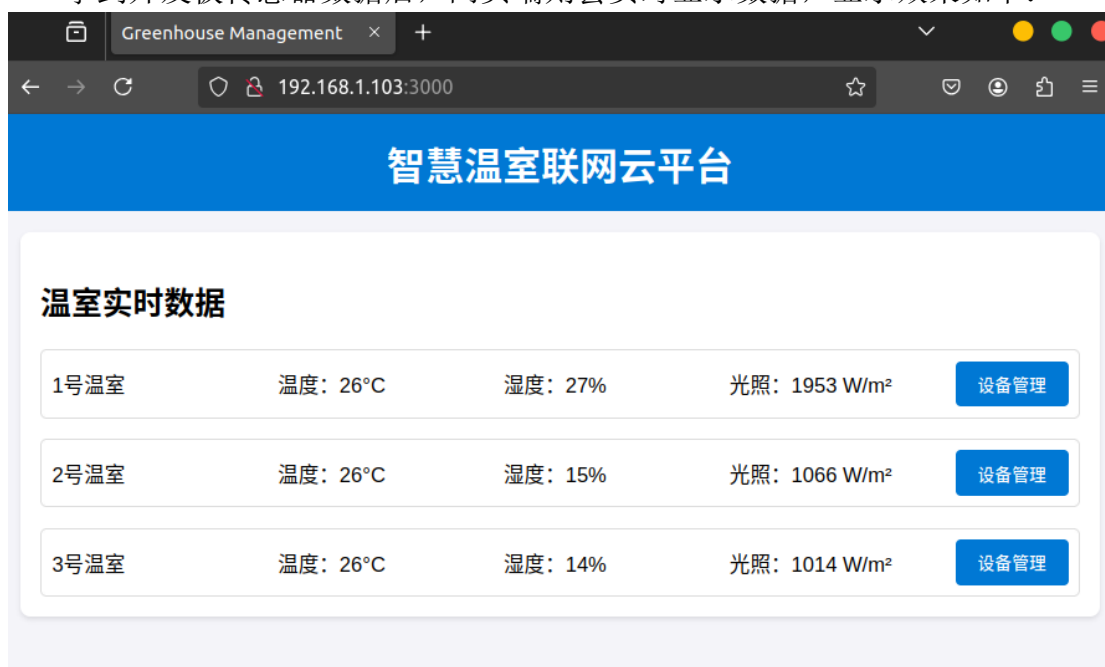 Greenhouse Management
192.168.1.103:3000
智慧温室联网云平台
温室实时数据
1号温室 温度：26°C 湿度：27% 光照：1953 W/m² 设备管理
2号温室 温度：26°C 湿度：15% 光照：1066 W/m² 设备管理
3号温室 温度：26°C 湿度：14% 光照：1014 W/m² 设备管理